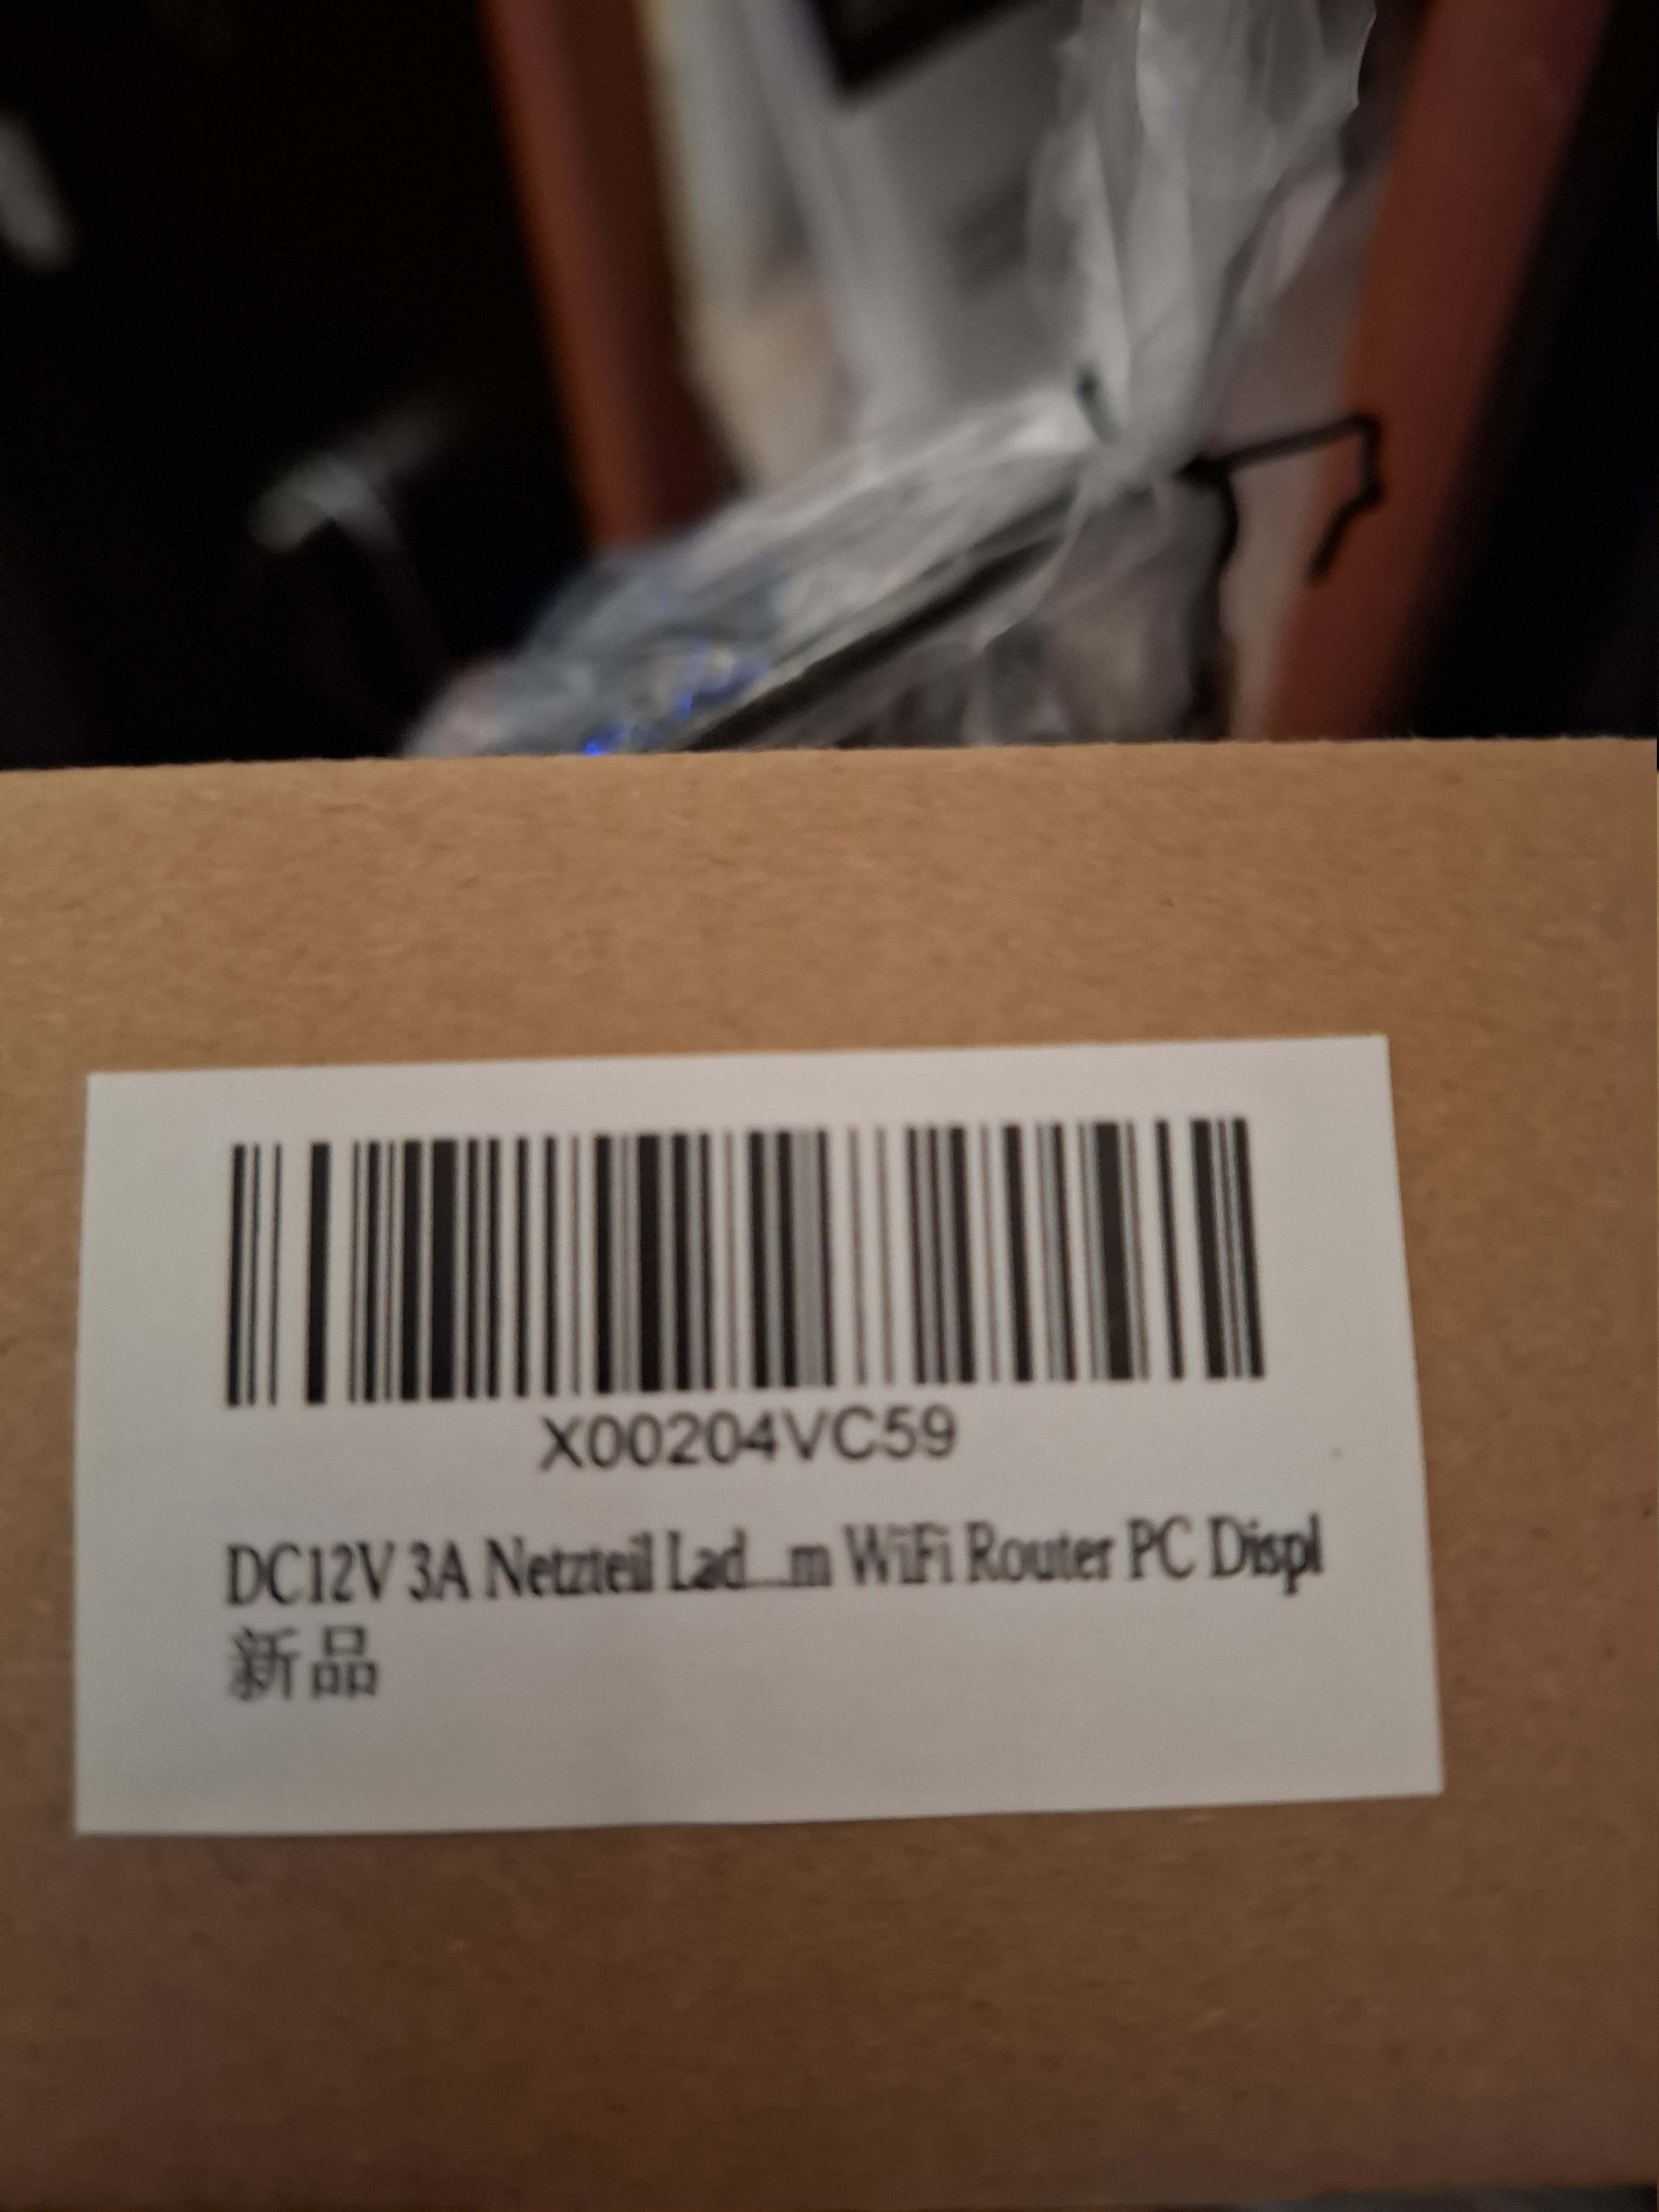 X00204VC59
DC12V 3A Netzteil Lad...m WiFi Router PC Displ
新品